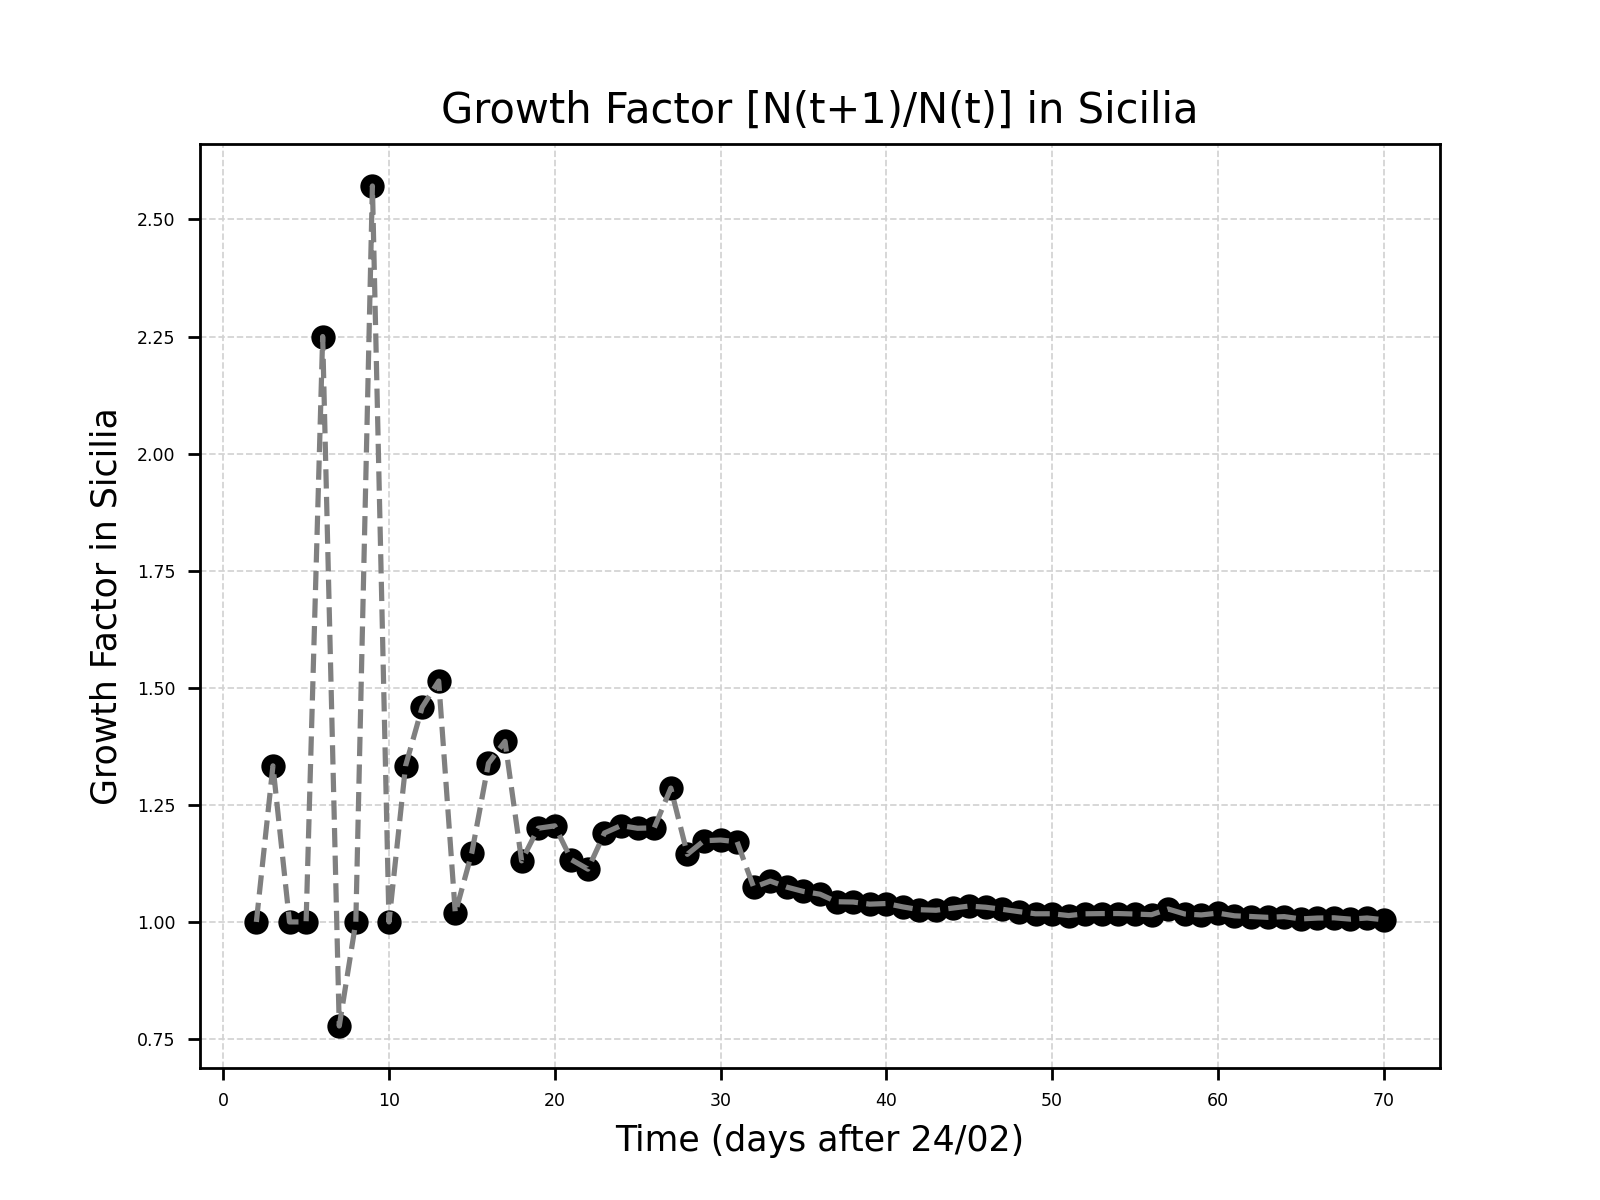 Growth Factor [N(t+1)/N(t)] in Sicilia
Growth Factor in Sicilia
2.50
2.25
2.00
1.75
1.50
1.25
1.00
0.75
0 10 20 30 40 50 60 70
Time (days after 24/02)